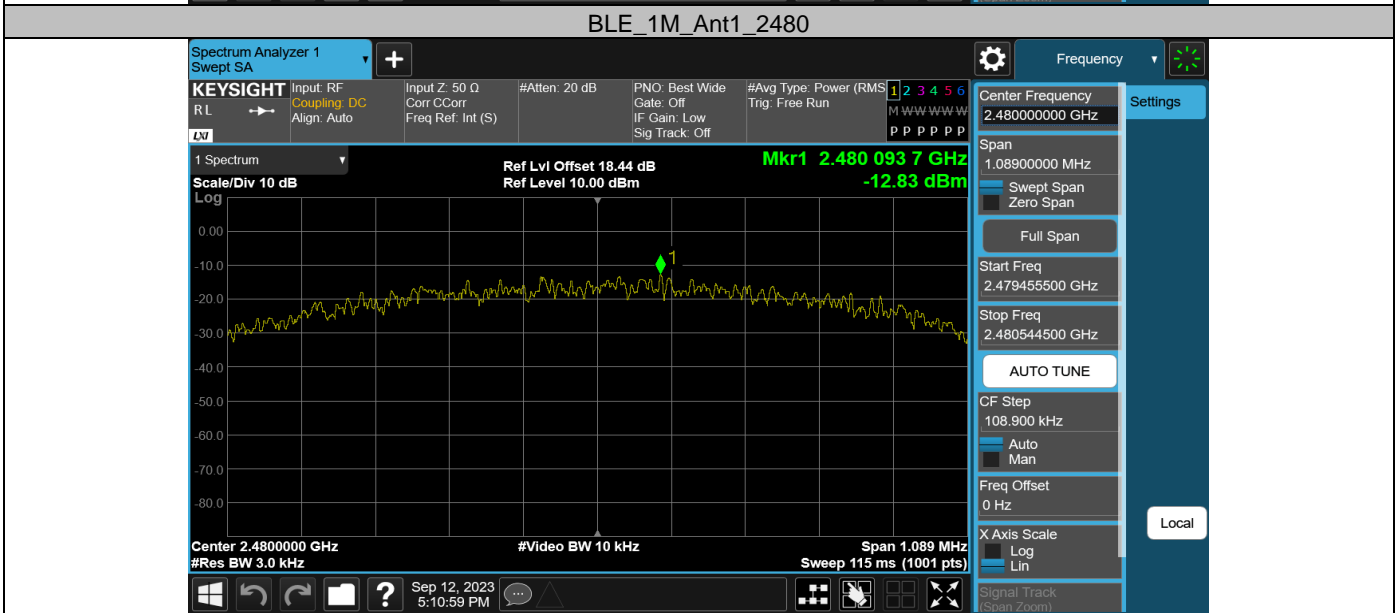 BLE_1M_Ant1_2480
Spectrum Analyzer 1
Swept SA
Frequency
KEYSIGHT
R L
LXI
Input: RF
Coupling: DC
Align: Auto
Input Z: 50 Ω
Corr CCorr
Freq Ref: Int (S)
#Atten: 20 dB
PNO: Best Wide
Gate: Off
IF Gain: Low
Sig Track: Off
#Avg Type: Power (RMS
Trig: Free Run
1 2 3 4 5 6
M W W W W W
P P P P P P
1 Spectrum
Scale/Div 10 dB
Ref Lvl Offset 18.44 dB
Ref Level 10.00 dBm
Mkr1 2.480 093 7 GHz
-12.83 dBm
Log
0.00
-10.0
-20.0
-30.0
-40.0
-50.0
-60.0
-70.0
-80.0
1
Center 2.4800000 GHz
#Res BW 3.0 kHz
#Video BW 10 kHz
Span 1.089 MHz
Sweep 115 ms (1001 pts)
Center Frequency
2.480000000 GHz
Span
1.08900000 MHz
Swept Span
Zero Span
Full Span
Start Freq
2.479455500 GHz
Stop Freq
2.480544500 GHz
AUTO TUNE
CF Step
108.900 kHz
Auto
Man
Freq Offset
0 Hz
X Axis Scale
Log
Lin
Signal Track
(Span Zoom)
Settings
Local
?
Sep 12, 2023
5:10:59 PM